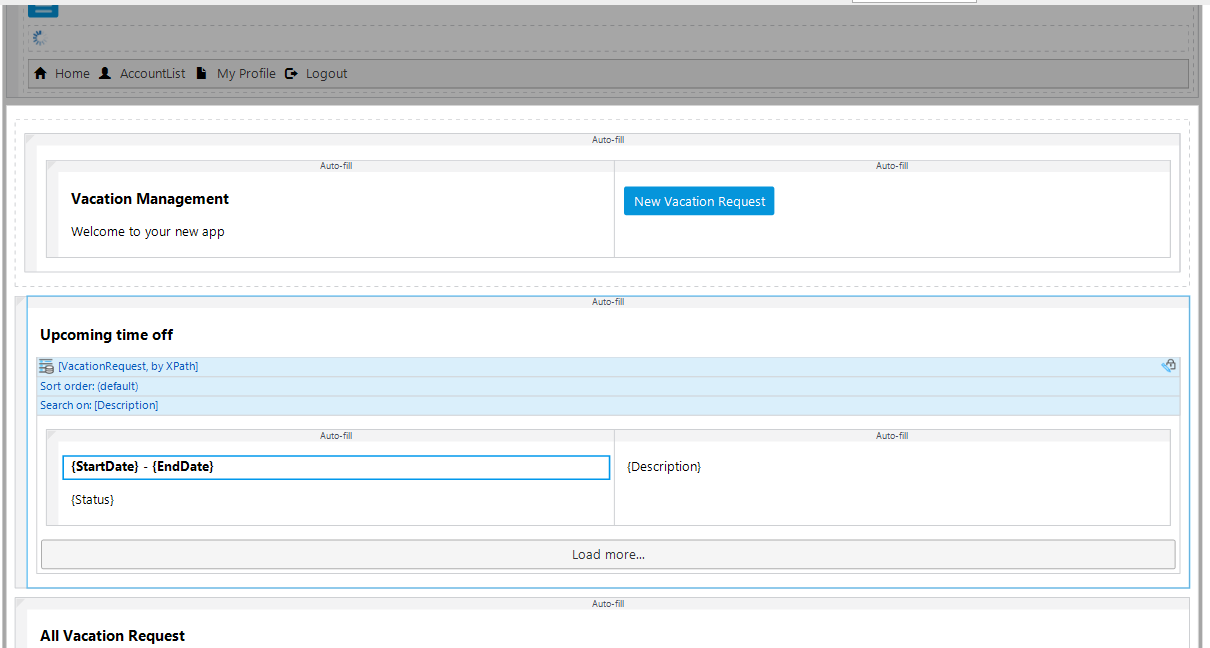 Home AccountList My Profile Logout
Auto-fill
Auto-fill Auto-fill
Vacation Management New Vacation Request
Welcome to your new app
Auto-fill
Upcoming time off
[VacationRequest, by XPath]
Sort order: (default)
Search on: [Description]
Auto-fill Auto-fill
{StartDate} - {EndDate} {Description}
{Status}
Load more...
Auto-fill
All Vacation Request